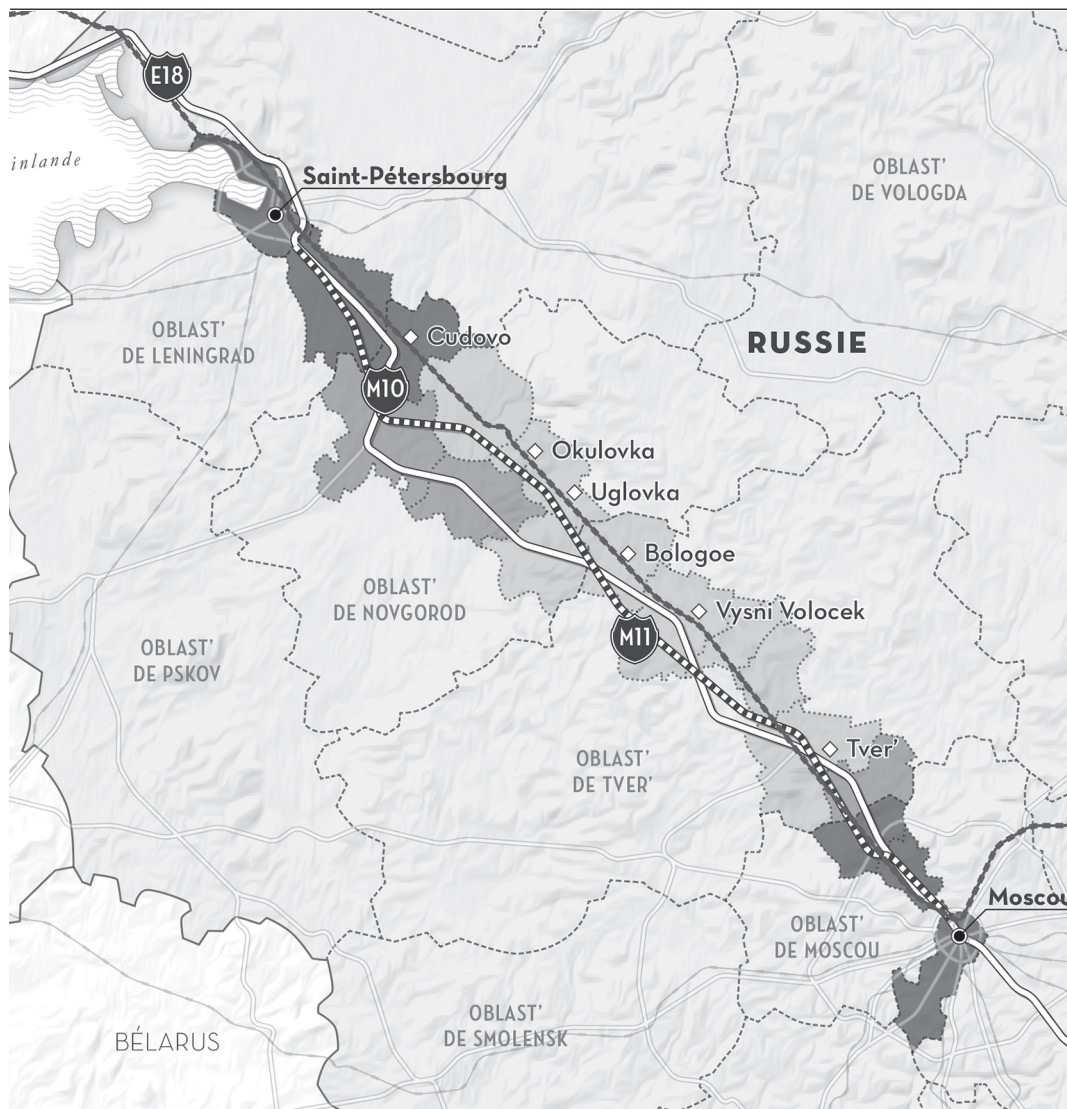 E18
inlande
Saint-Pétersbourg
OBLAST'
DE VOLOGDA
OBLAST'
DE LENINGRAD
Cudovo
RUSSIE
M10
Okulovka
Uglovka
Bologoe
OBLAST'
DE NOVGOROD
Vysni Volocek
M11
OBLAST'
DE PSKOV
Tver'
OBLAST'
DE TVER'
Moscou
OBLAST'
DE MOSCOU
OBLAST'
DE SMOLENSK
BÉLARUS